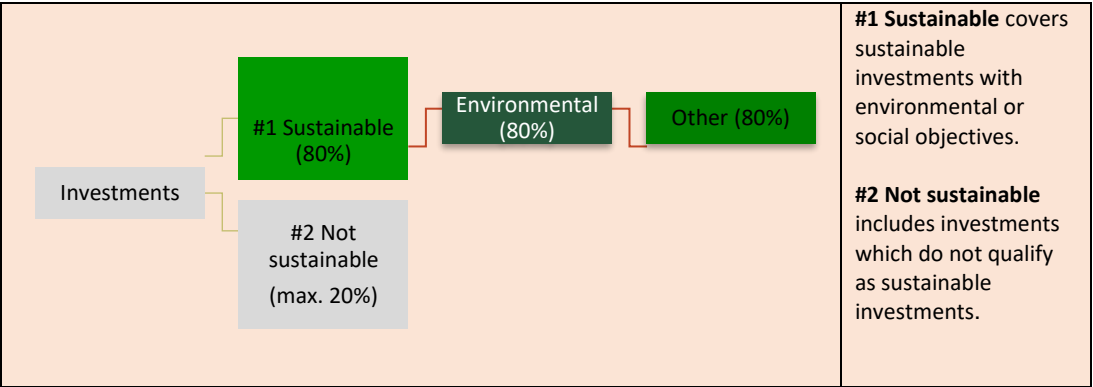 Investments
#1 Sustainable
(80%)
#2 Not
sustainable
(max. 20%)
Environmental
(80%)
Other (80%)
#1 Sustainable covers
sustainable
investments with
environmental or
social objectives.
#2 Not sustainable
includes investments
which do not qualify
as sustainable
investments.